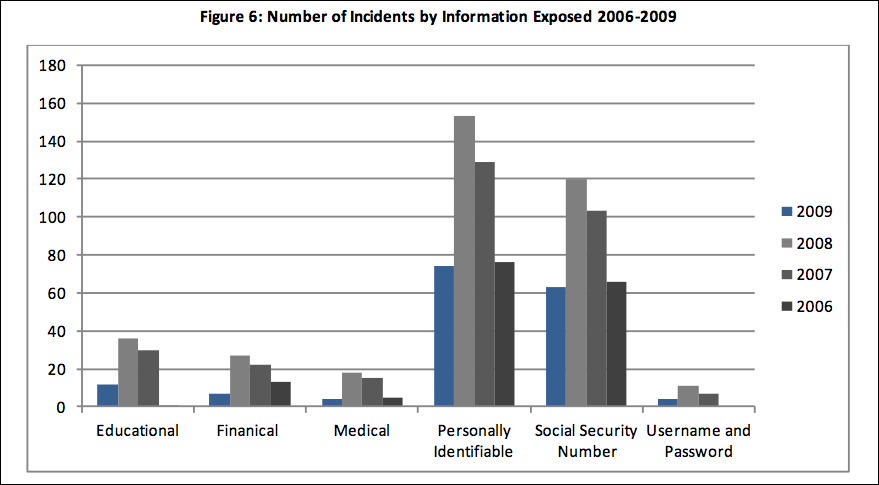 Figure 6: Number of Incidents by Information Exposed 2006-2009
180
160
140
120
100
80
60
40
20
0
Educational
Finanical
Medical
Personally
Identifiable
Social Security
Number
Username and
Password
2009
2008
2007
2006